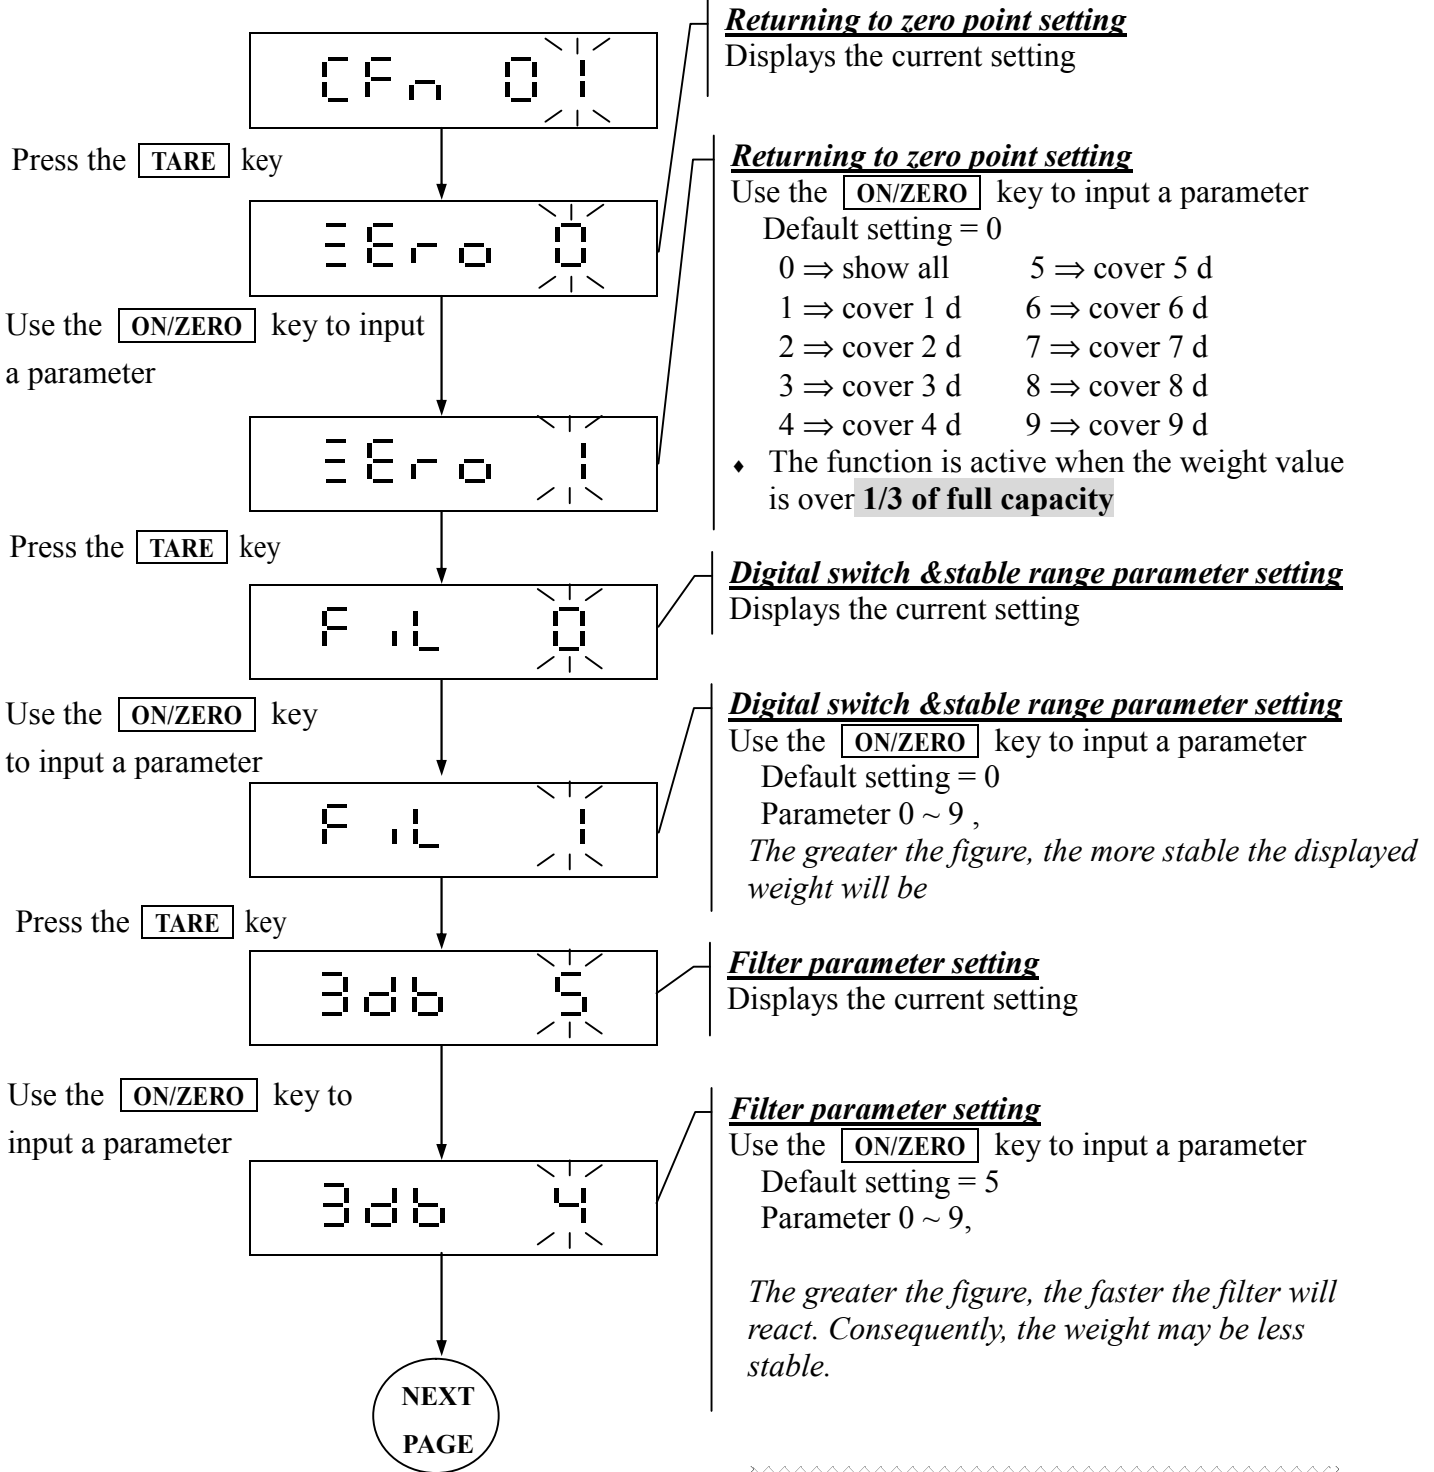 Returning to zero point setting
Displays the current setting
CFn 01
Press the TARE key
Returning to zero point setting
Use the ON/ZERO key to input a parameter
Default setting = 0
0 ⇒ show all 5 ⇒ cover 5 d
1 ⇒ cover 1 d 6 ⇒ cover 6 d
2 ⇒ cover 2 d 7 ⇒ cover 7 d
3 ⇒ cover 3 d 8 ⇒ cover 8 d
4 ⇒ cover 4 d 9 ⇒ cover 9 d
♦ The function is active when the weight value
is over 1/3 of full capacity
ZEro 0
Use the ON/ZERO key to input
a parameter
ZEro 1
Press the TARE key
Digital switch &stable range parameter setting
Displays the current setting
FiL 0
Use the ON/ZERO key
to input a parameter
Digital switch &stable range parameter setting
Use the ON/ZERO key to input a parameter
Default setting = 0
Parameter 0 ~ 9 ,
The greater the figure, the more stable the displayed
weight will be
FiL 1
Press the TARE key
Filter parameter setting
Displays the current setting
3db 5
Use the ON/ZERO key to
input a parameter
Filter parameter setting
Use the ON/ZERO key to input a parameter
Default setting = 5
Parameter 0 ~ 9,
The greater the figure, the faster the filter will
react. Consequently, the weight may be less
stable.
3db 4
NEXT
PAGE